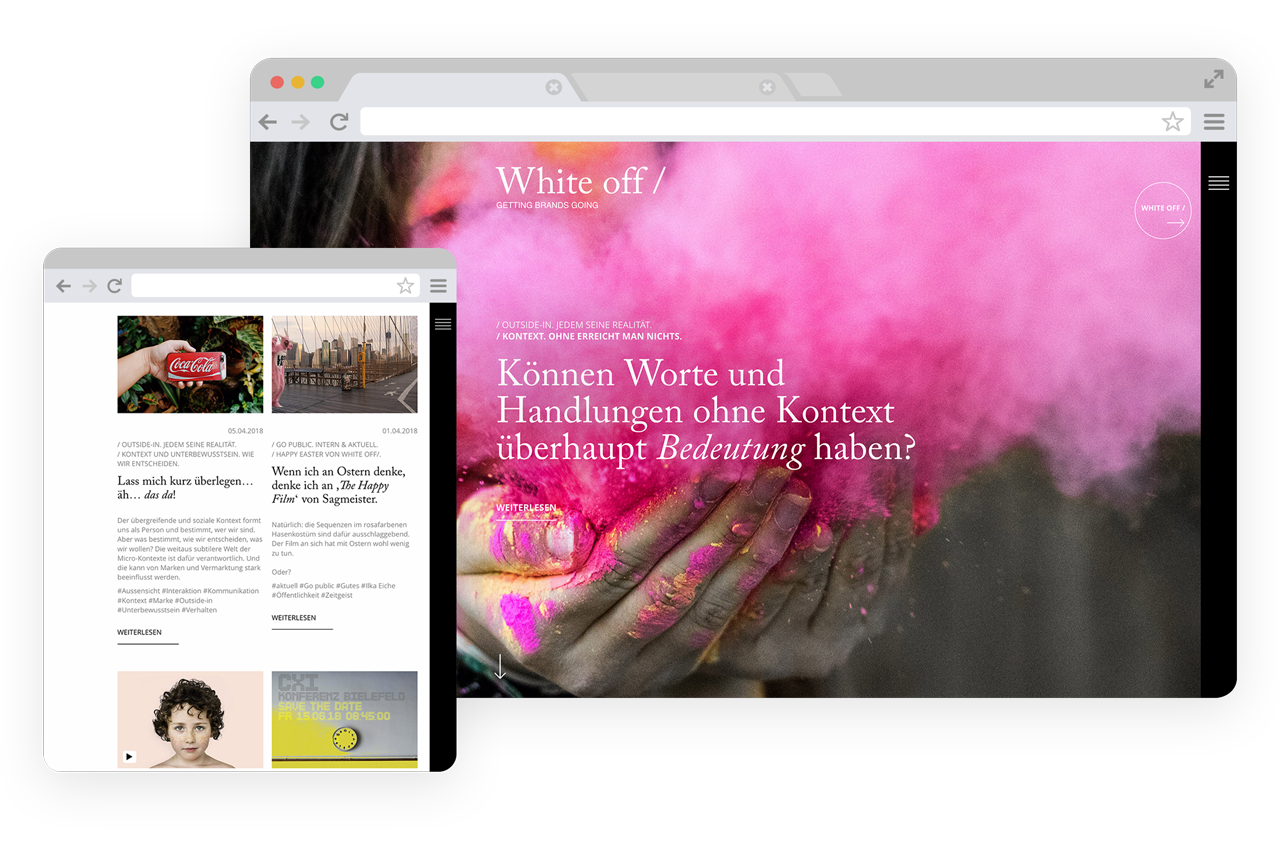 White off /
GETTING BRANDS GOING
WHITE OFF /
/ OUTSIDE-IN. JEDEM SEINE REALITÄT.
/ KONTEXT. OHNE ERREICHT MAN NICHTS.
Können Worte und
Handlungen ohne Kontext
überhaupt Bedeutung haben?
WEITERLESEN
Coca-Cola
05.04.2018
/ OUTSIDE-IN. JEDEM SEINE REALITÄT.
/ KONTEXT UND UNTERBEWUSSTSEIN. WIE
WIR ENTSCHEIDEN.
Lass mich kurz überlegen…
äh… das da!
Der übergreifende und soziale Kontext formt
uns als Person und bestimmt, wer wir sind.
Aber was bestimmt, wie wir entscheiden, was
wir wollen? Die weitaus subtilere Welt der
Micro-Kontexte ist dafür verantwortlich. Und
die kann von Marken und Vermarktung stark
beeinflusst werden.
#Aussensicht #Interaktion #Kommunikation
#Kontext #Marke #Outside-in
#Unterbewusstsein #Verhalten
WEITERLESEN
01.04.2018
/ GO PUBLIC. INTERN & AKTUELL.
/ HAPPY EASTER VON WHITE OFF/.
Wenn ich an Ostern denke,
denke ich an ‚The Happy
Film‘ von Sagmeister.
Natürlich: die Sequenzen im rosafarbenen
Hasenkostüm sind dafür ausschlaggebend.
Der Film an sich hat mit Ostern wohl wenig
zu tun.
Oder?
#aktuell #Go public #Gutes #Ilka Eiche
#Öffentlichkeit #Zeitgeist
WEITERLESEN
CXI
KONFERENZ BIELEFELD
SAVE THE DATE
FR 15.06.18 08:45:00